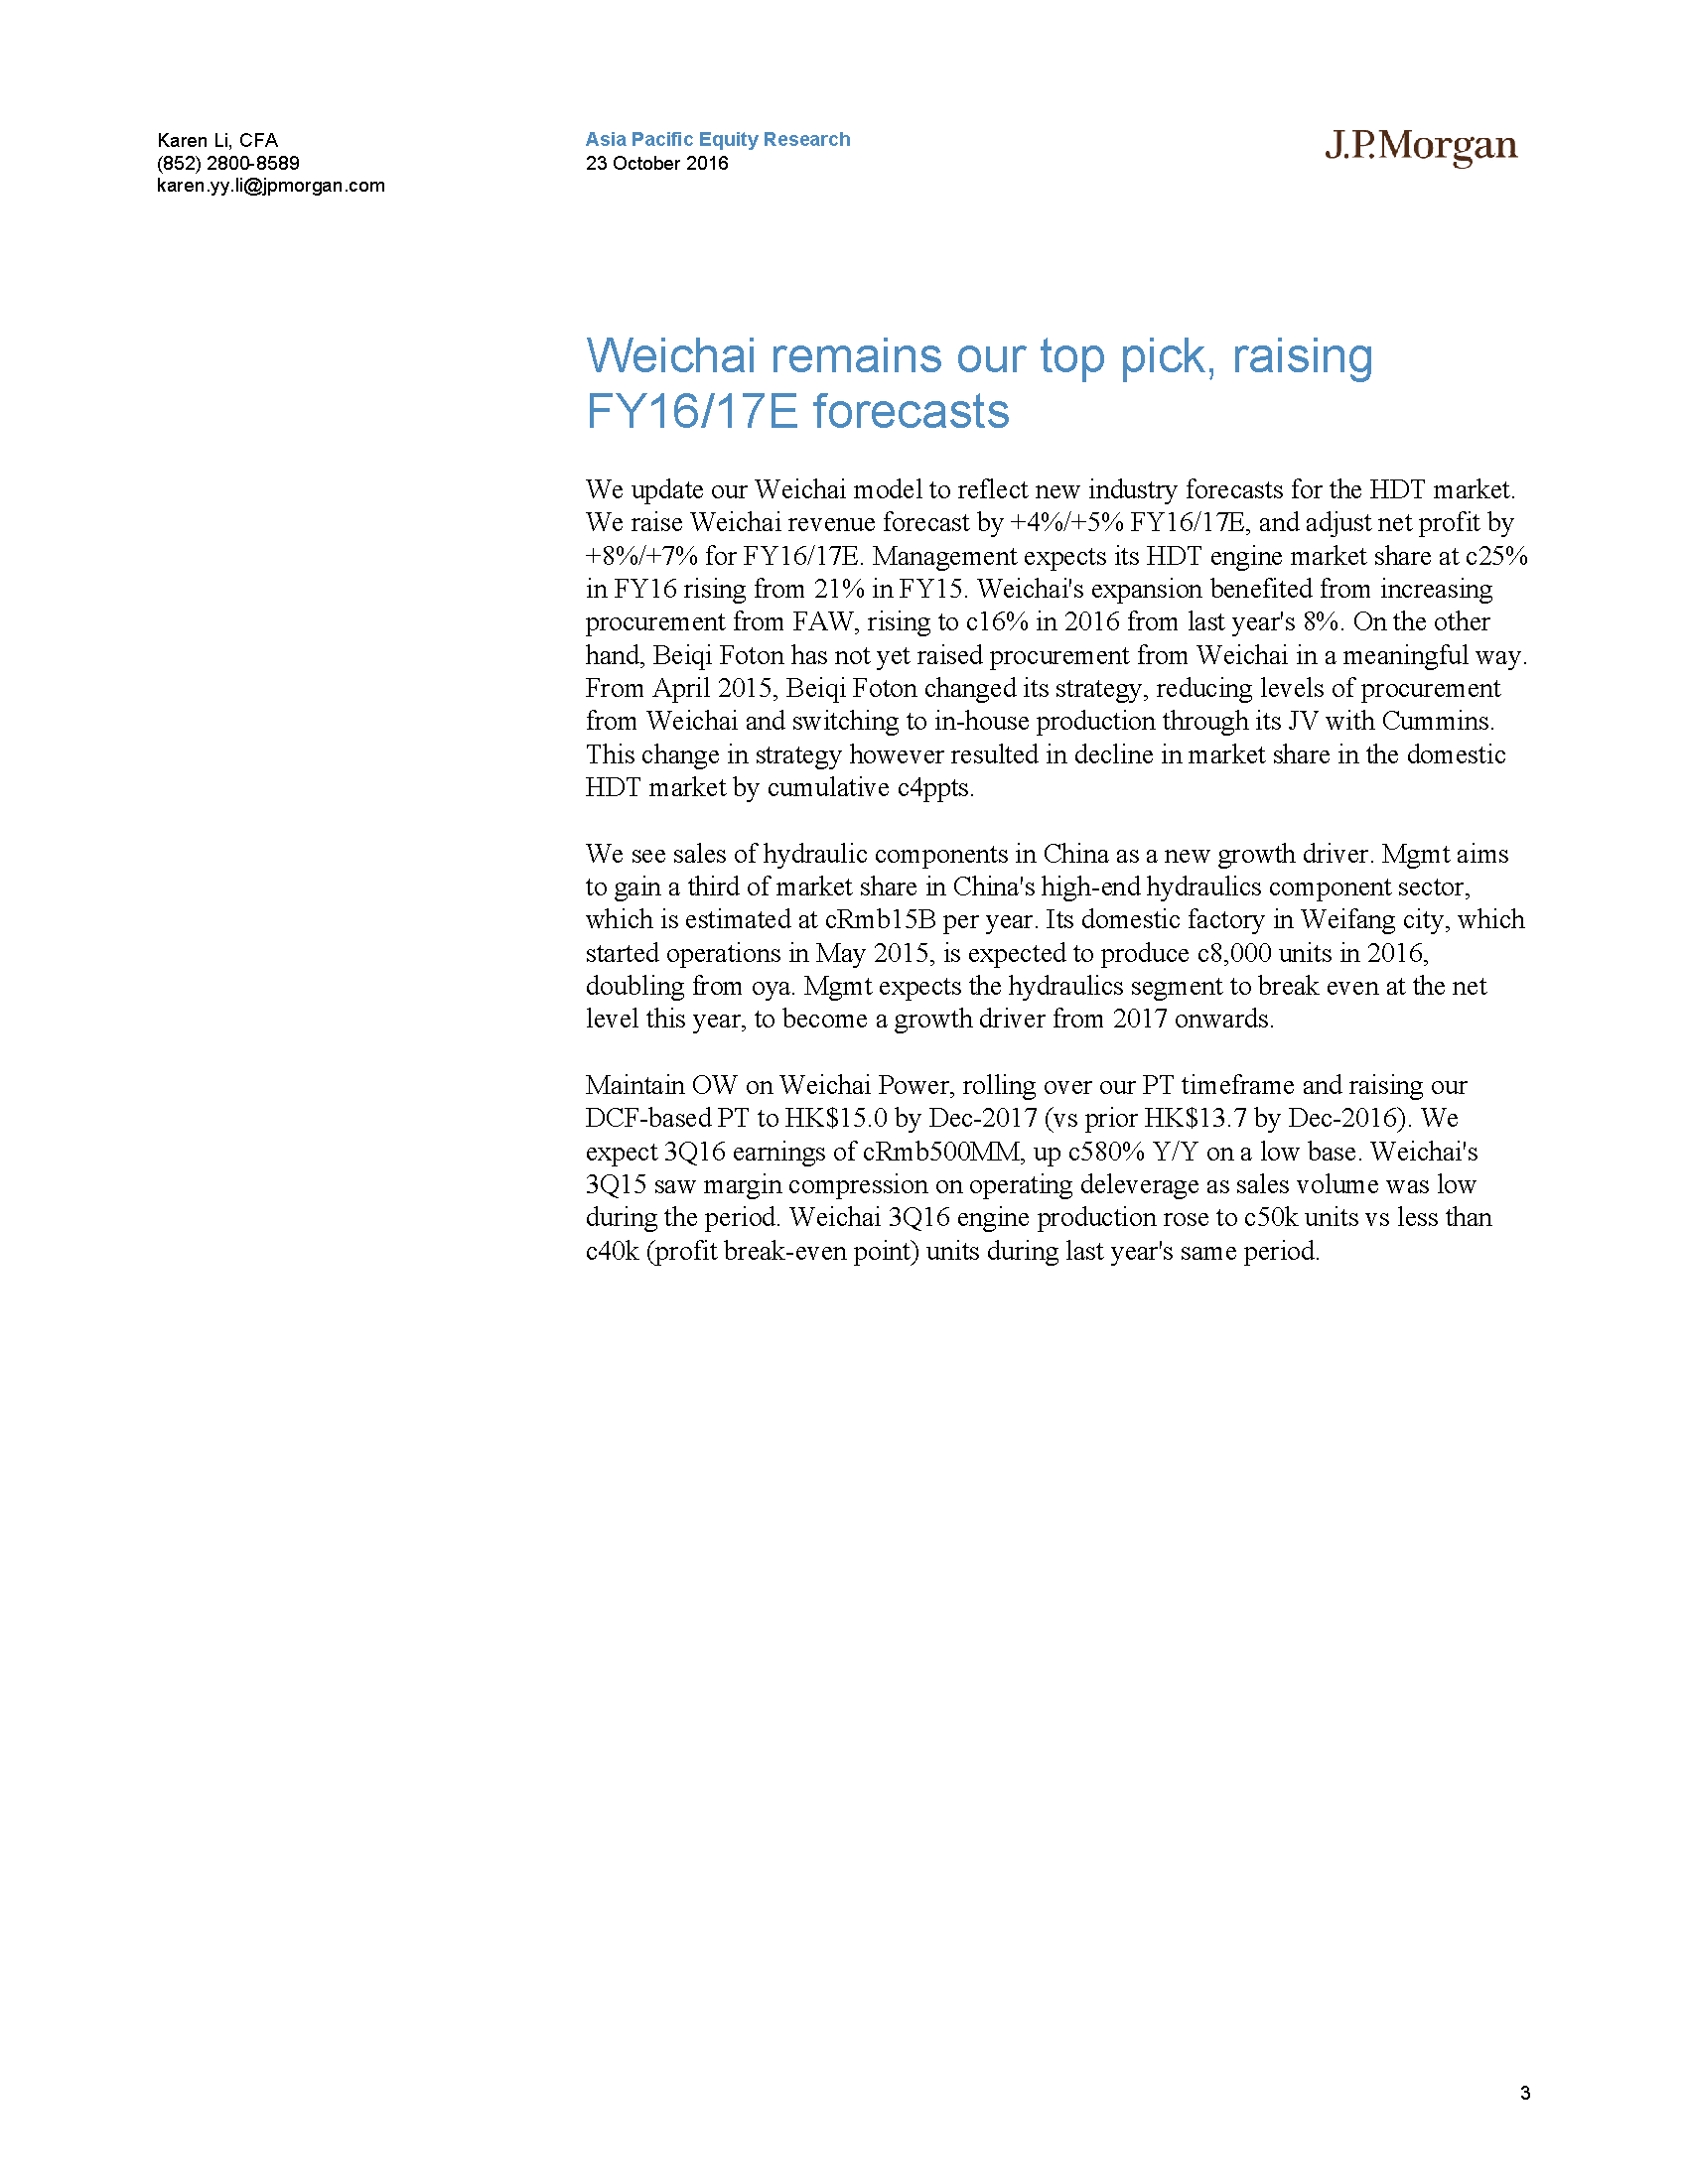 Karen Li, CFA
(852) 2800-8589
karen.yy.li@jpmorgan.com
Asia Pacific Equity Research
23 October 2016
J.P.Morgan
Weichai remains our top pick, raising
FY16/17E forecasts
We update our Weichai model to reflect new industry forecasts for the HDT market.
We raise Weichai revenue forecast by +4%/+5% FY16/17E, and adjust net profit by
+8%/+7% for FY16/17E. Management expects its HDT engine market share at c25%
in FY16 rising from 21% in FY15. Weichai's expansion benefited from increasing
procurement from FAW, rising to c16% in 2016 from last year's 8%. On the other
hand, Beiqi Foton has not yet raised procurement from Weichai in a meaningful way.
From April 2015, Beiqi Foton changed its strategy, reducing levels of procurement
from Weichai and switching to in-house production through its JV with Cummins.
This change in strategy however resulted in decline in market share in the domestic
HDT market by cumulative c4ppts.
We see sales of hydraulic components in China as a new growth driver. Mgmt aims
to gain a third of market share in China's high-end hydraulics component sector,
which is estimated at cRmb15B per year. Its domestic factory in Weifang city, which
started operations in May 2015, is expected to produce c8,000 units in 2016,
doubling from oya. Mgmt expects the hydraulics segment to break even at the net
level this year, to become a growth driver from 2017 onwards.
Maintain OW on Weichai Power, rolling over our PT timeframe and raising our
DCF-based PT to HK$15.0 by Dec-2017 (vs prior HK$13.7 by Dec-2016). We
expect 3Q16 earnings of cRmb500MM, up c580% Y/Y on a low base. Weichai's
3Q15 saw margin compression on operating deleverage as sales volume was low
during the period. Weichai 3Q16 engine production rose to c50k units vs less than
c40k (profit break-even point) units during last year's same period.
3